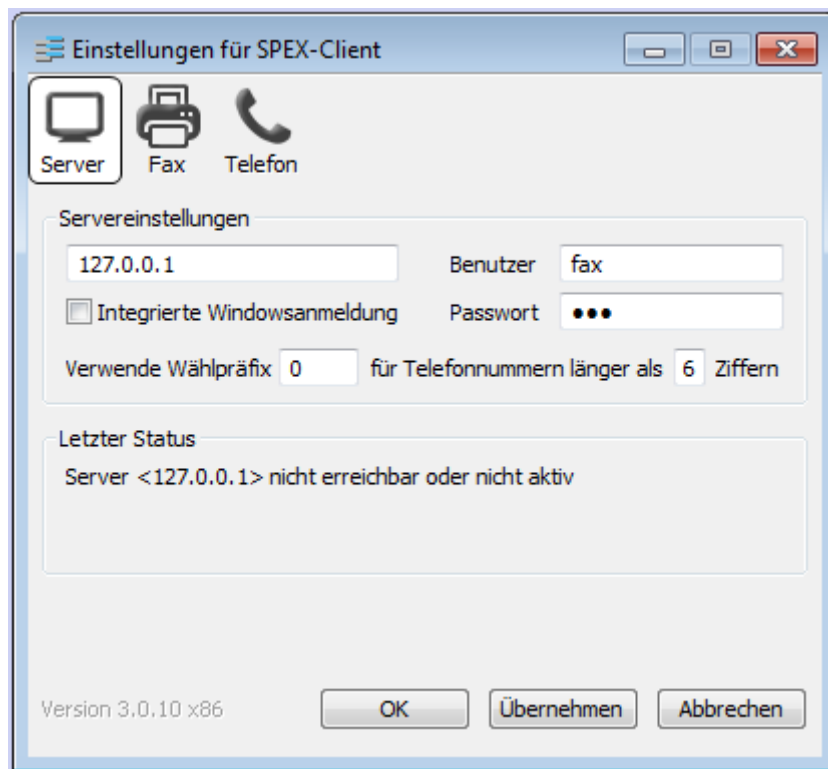 Einstellungen für SPEX-Client
Server Fax Telefon
Servereinstellungen
127.0.0.1 Benutzer fax
Integrierte Windowsanmeldung Passwort ●●●
Verwende Wählpräfix 0 für Telefonnummern länger als 6 Ziffern
Letzter Status
Server <127.0.0.1> nicht erreichbar oder nicht aktiv
Version 3.0.10 x86 OK Übernehmen Abbrechen